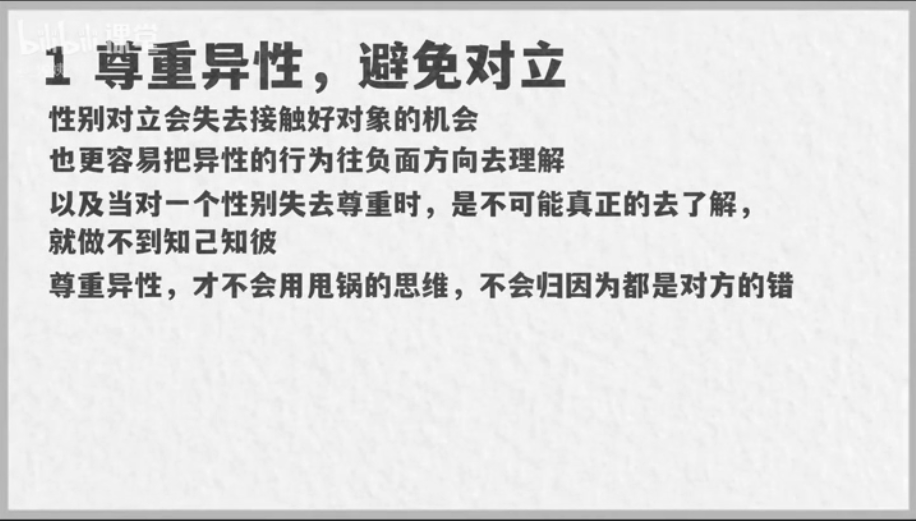 bilibili课堂
1 尊重异性，避免对立
性别对立会失去接触好对象的机会
也更容易把异性的行为往负面方向去理解
以及当对一个性别失去尊重时，是不可能真正的去了解，
就做不到知己知彼
尊重异性，才不会用甩锅的思维，不会归因为都是对方的错